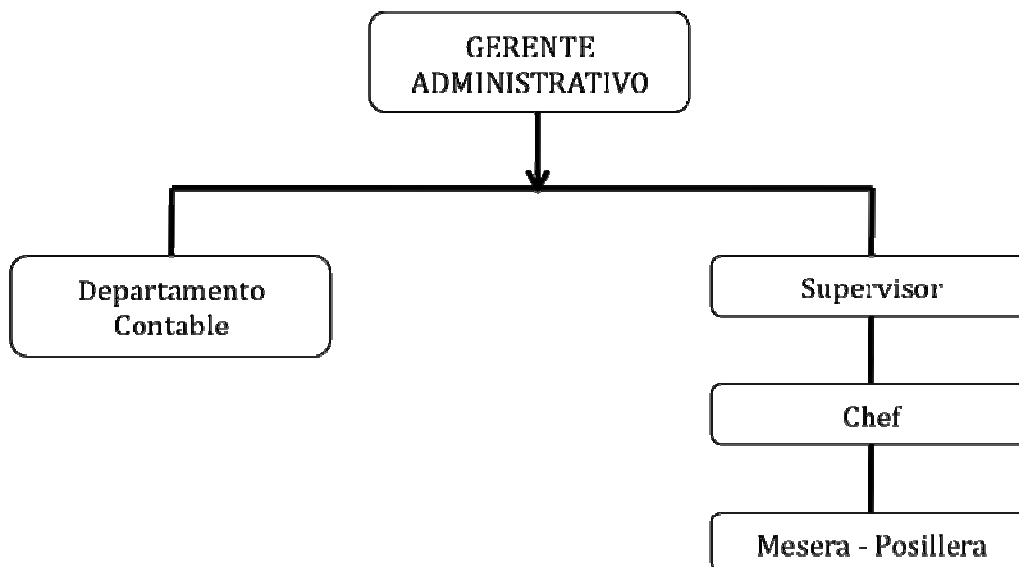 GERENTE
ADMINISTRATIVO
Departamento
Contable
Supervisor
Chef
Mesera - Posillera